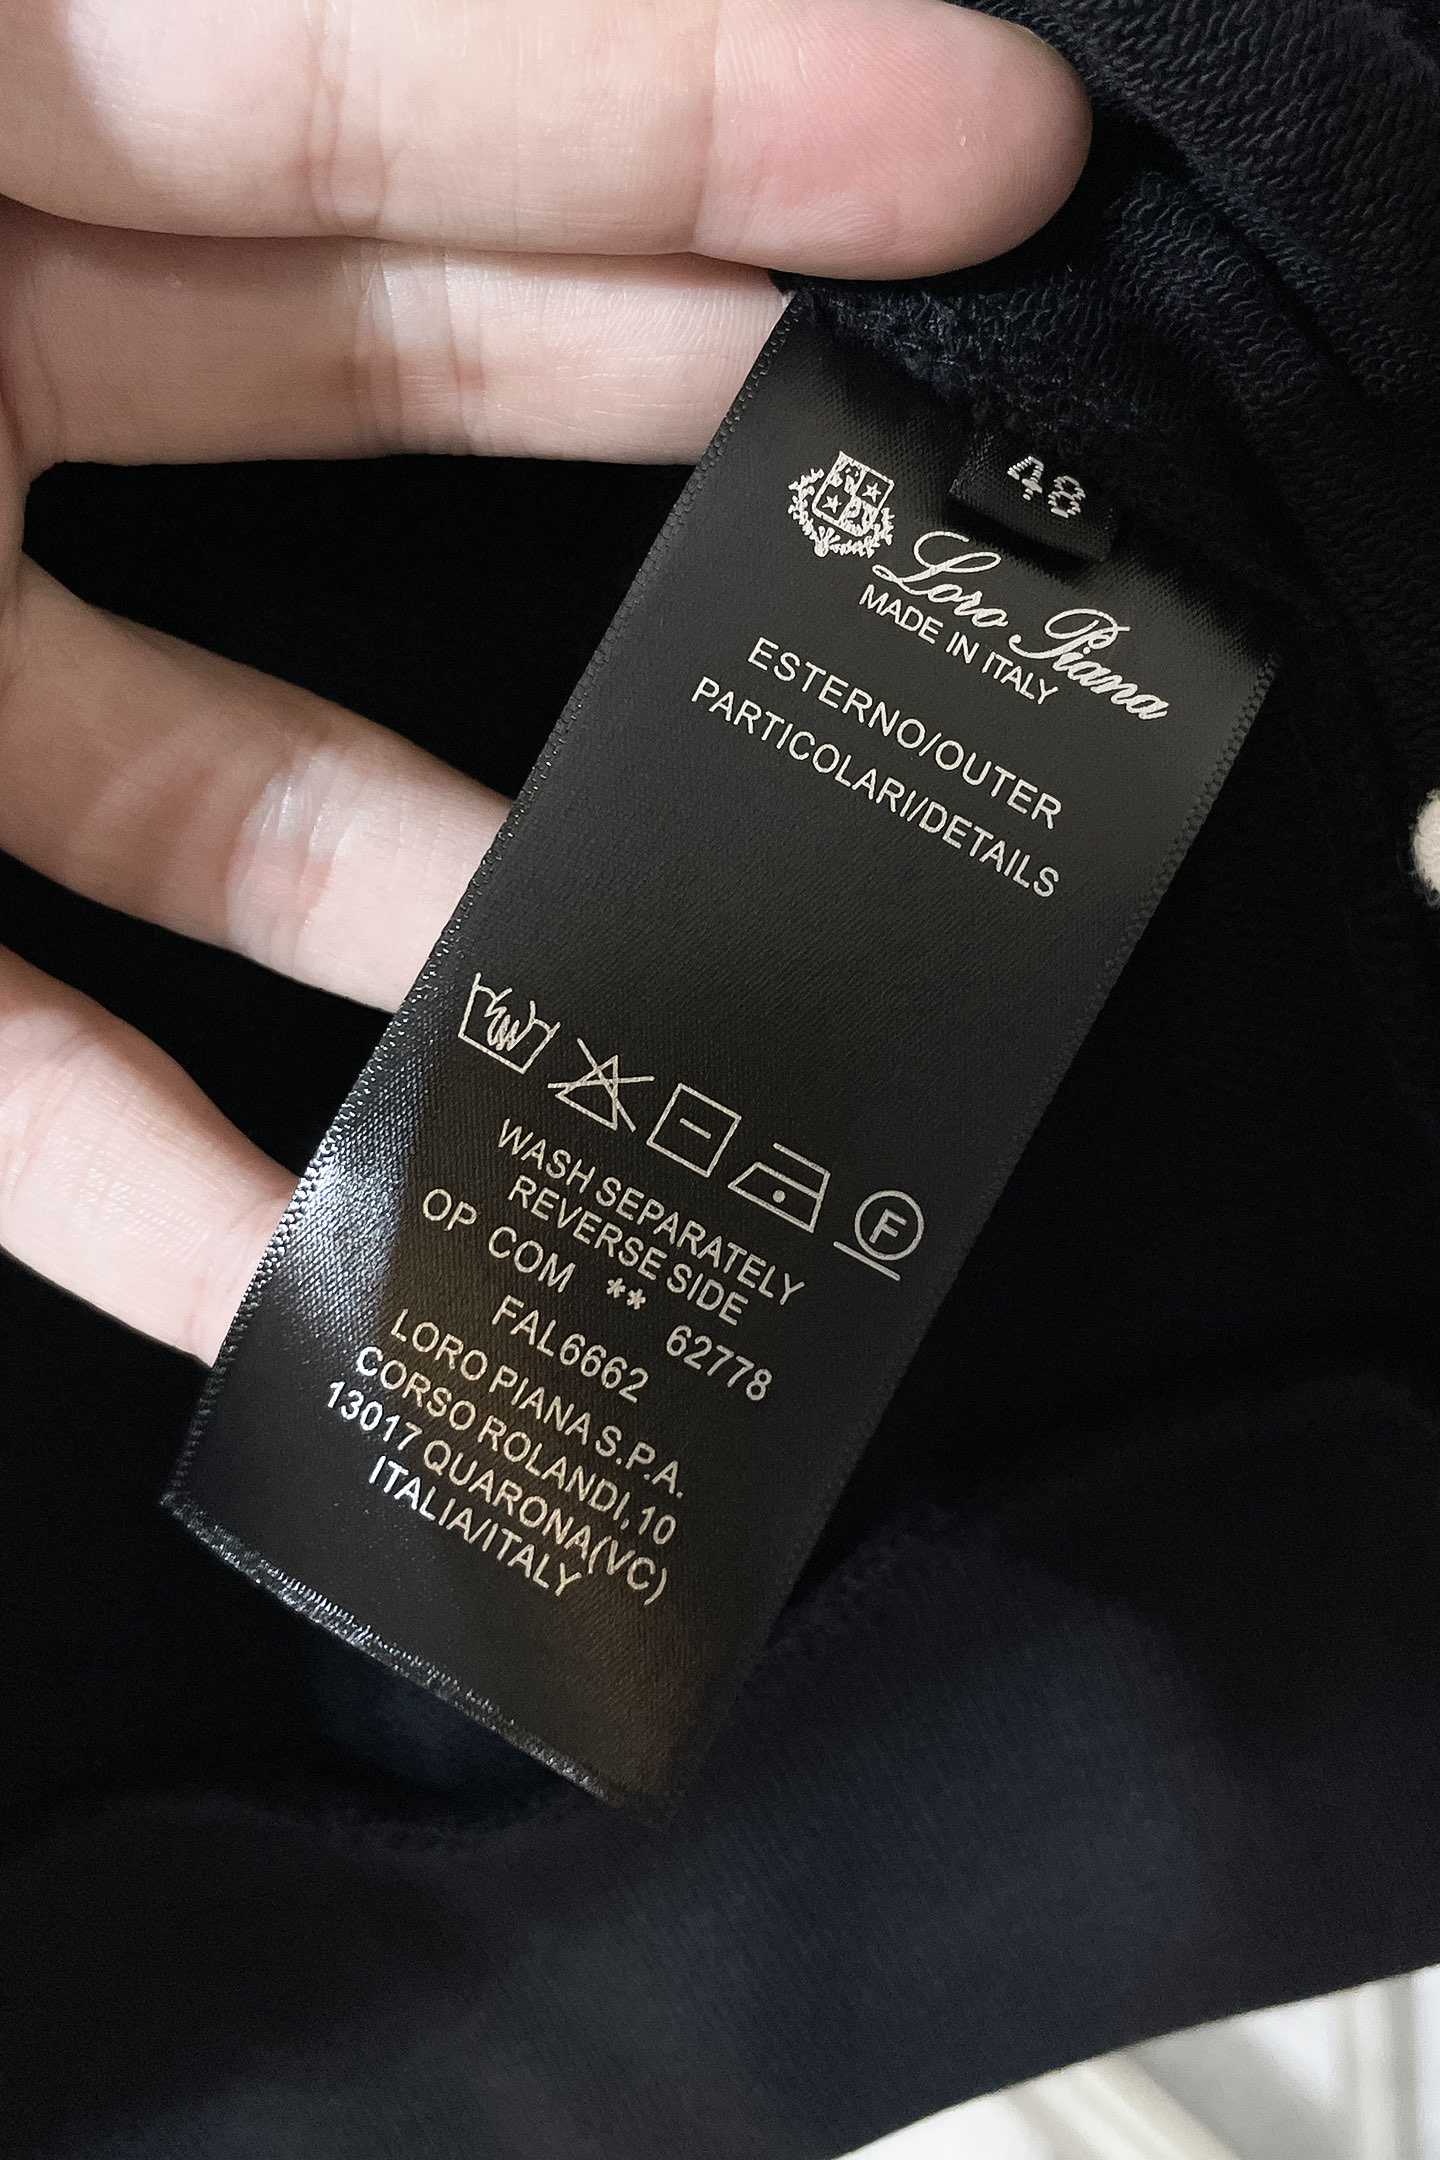 48
Loro Piana
MADE IN ITALY
ESTERNO/OUTER
PARTICOLARI/DETAILS
F
WASH SEPARATELY
REVERSE SIDE
OP COM ** 62778
FAL6662
LORO PIANA S.P.A.
CORSO ROLANDI, 10
13017 QUARONA(VC)
ITALIA/ITALY